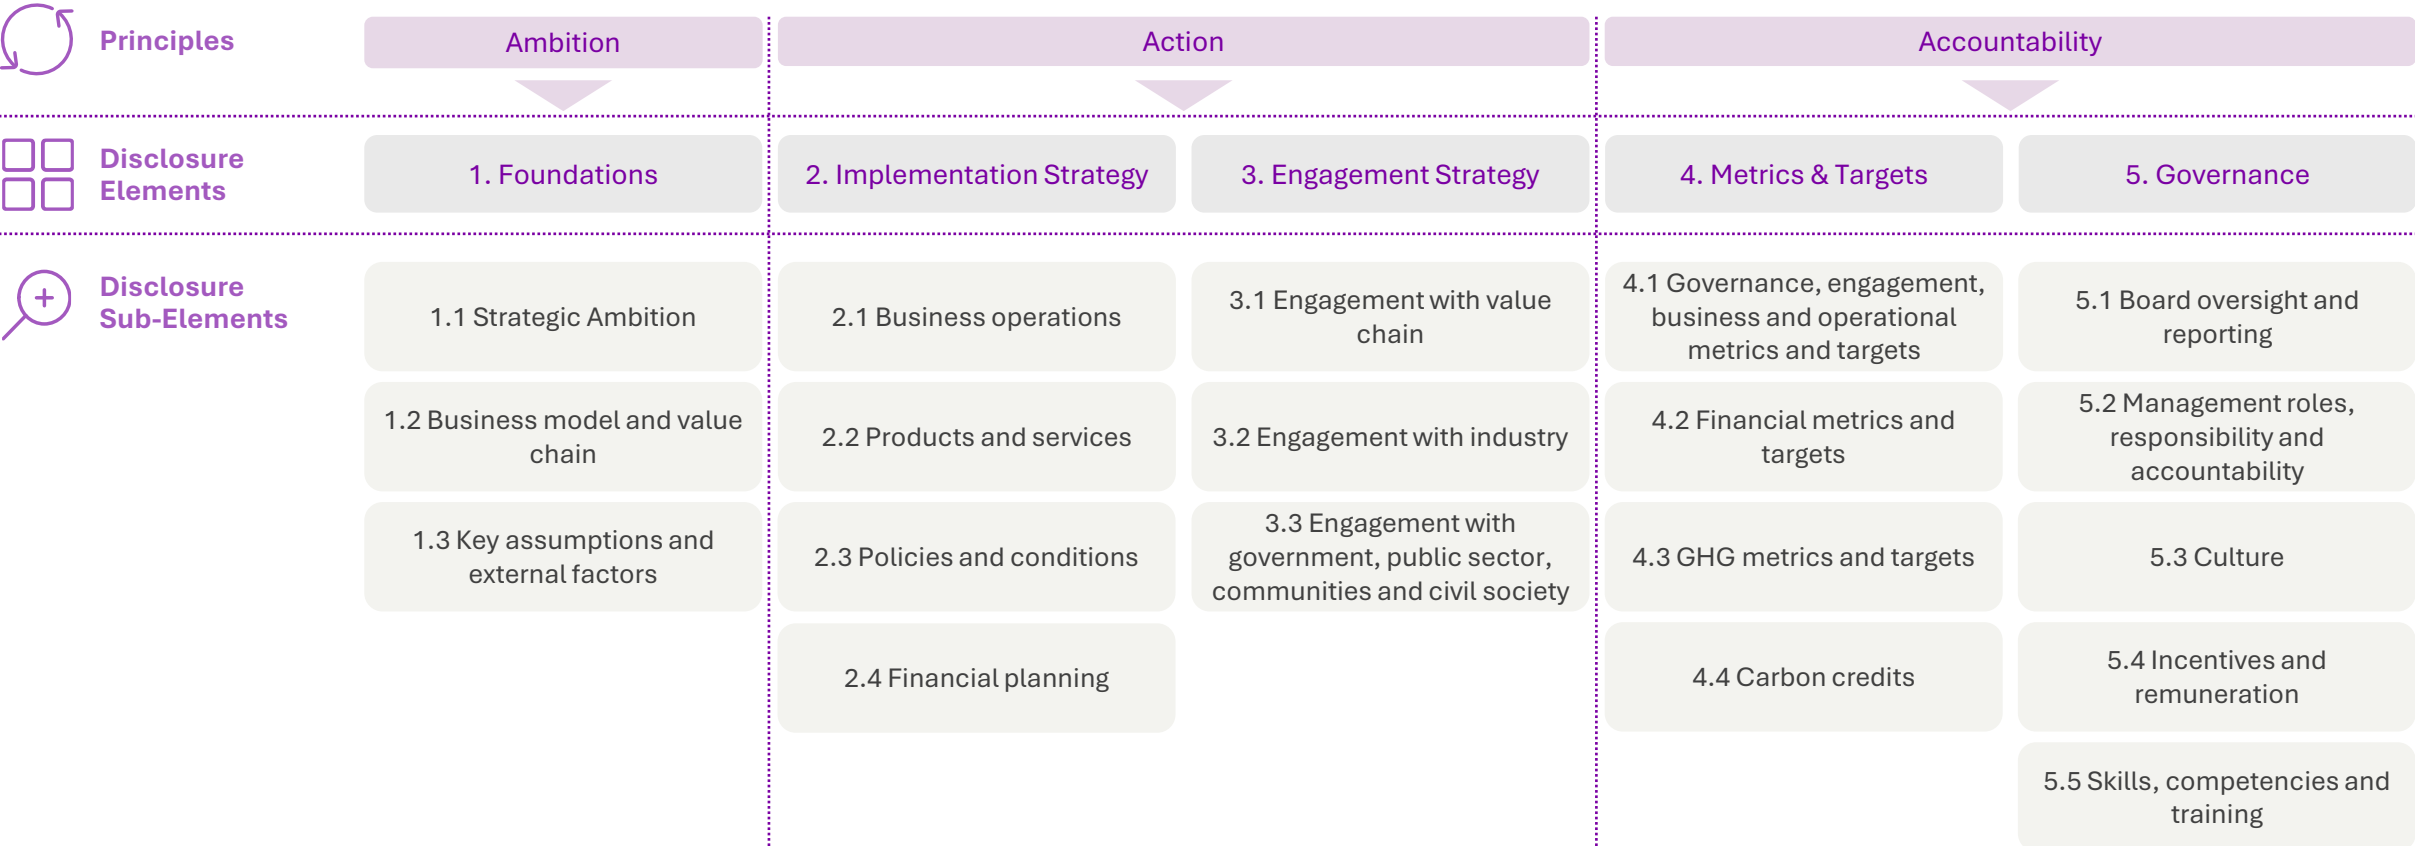 Principles
Ambition
Action
Accountability
Disclosure
Elements
1. Foundations
2. Implementation Strategy
3. Engagement Strategy
4. Metrics & Targets
5. Governance
Disclosure
Sub-Elements
1.1 Strategic Ambition
1.2 Business model and value
chain
1.3 Key assumptions and
external factors
2.1 Business operations
2.2 Products and services
2.3 Policies and conditions
2.4 Financial planning
3.1 Engagement with value
chain
3.2 Engagement with industry
3.3 Engagement with
government, public sector,
communities and civil society
4.1 Governance, engagement,
business and operational
metrics and targets
4.2 Financial metrics and
targets
4.3 GHG metrics and targets
4.4 Carbon credits
5.1 Board oversight and
reporting
5.2 Management roles,
responsibility and
accountability
5.3 Culture
5.4 Incentives and
remuneration
5.5 Skills, competencies and
training